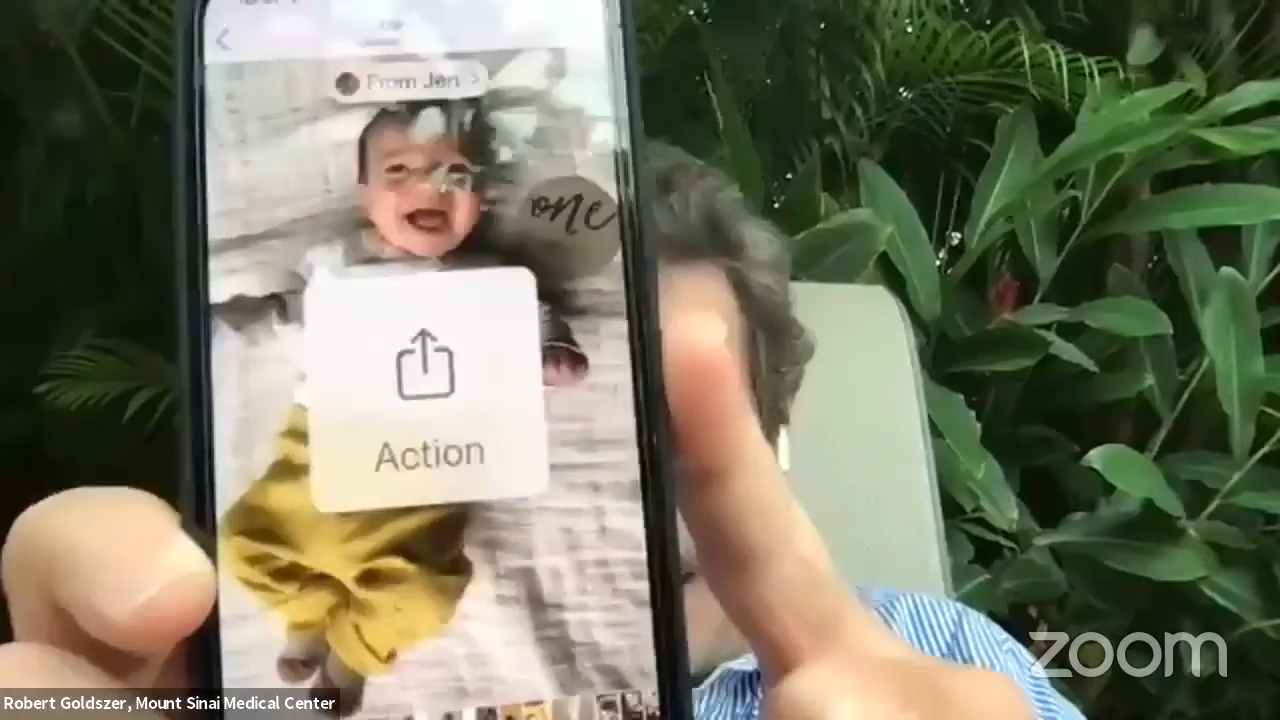 From Jen
one
Action
zoom
Robert Goldszer, Mount Sinai Medical Center